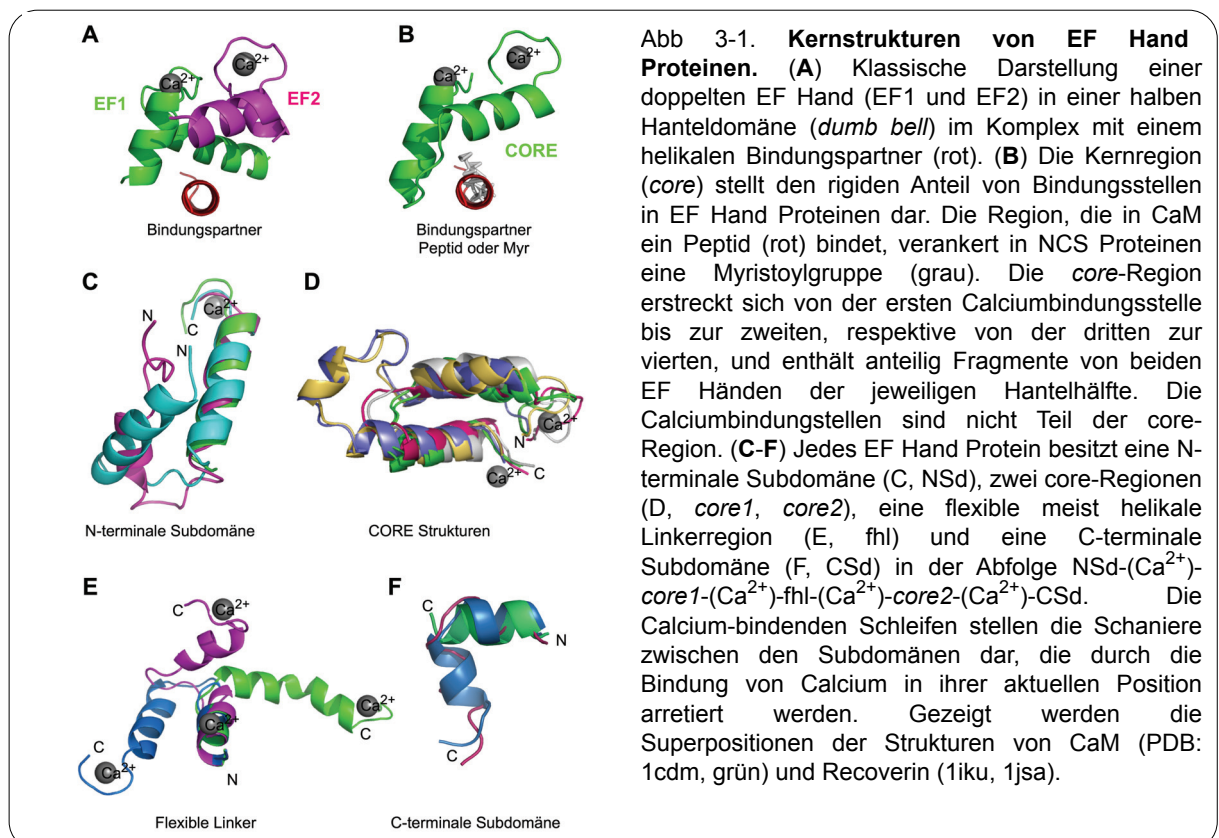 A
Ca2+
Ca2+
EF1
EF2
Bindungspartner
B
Ca2+
Ca2+
CORE
Bindungspartner
Peptid oder Myr
C
N
Ca2+
C
N
N-terminale Subdomäne
D
Ca2+
N
Ca2+
C
CORE Strukturen
E
C
Ca2+
Ca2+
Ca2+
C
C
Ca2+
N
Flexible Linker
F
C
N
C
C-terminale Subdomäne
Abb 3-1. Kernstrukturen von EF Hand
Proteinen. (A) Klassische Darstellung einer
doppelten EF Hand (EF1 und EF2) in einer halben
Hanteldomäne (dumb bell) im Komplex mit einem
helikalen Bindungspartner (rot). (B) Die Kernregion
(core) stellt den rigiden Anteil von Bindungsstellen
in EF Hand Proteinen dar. Die Region, die in CaM
ein Peptid (rot) bindet, verankert in NCS Proteinen
eine Myristoylgruppe (grau). Die core-Region
erstreckt sich von der ersten Calciumbindungsstelle
bis zur zweiten, respektive von der dritten zur
vierten, und enthält anteilig Fragmente von beiden
EF Händen der jeweiligen Hantelhälfte. Die
Calciumbindungstellen sind nicht Teil der core-
Region. (C-F) Jedes EF Hand Protein besitzt eine N-
terminale Subdomäne (C, NSd), zwei core-Regionen
(D, core1, core2), eine flexible meist helikale
Linkerregion (E, fhl) und eine C-terminale
Subdomäne (F, CSd) in der Abfolge NSd-(Ca2+)-
core1-(Ca2+)-fhl-(Ca2+)-core2-(Ca2+)-CSd. Die
Calcium-bindenden Schleifen stellen die Schaniere
zwischen den Subdomänen dar, die durch die
Bindung von Calcium in ihrer aktuellen Position
arretiert werden. Gezeigt werden die
Superpositionen der Strukturen von CaM (PDB:
1cdm, grün) und Recoverin (1iku, 1jsa).